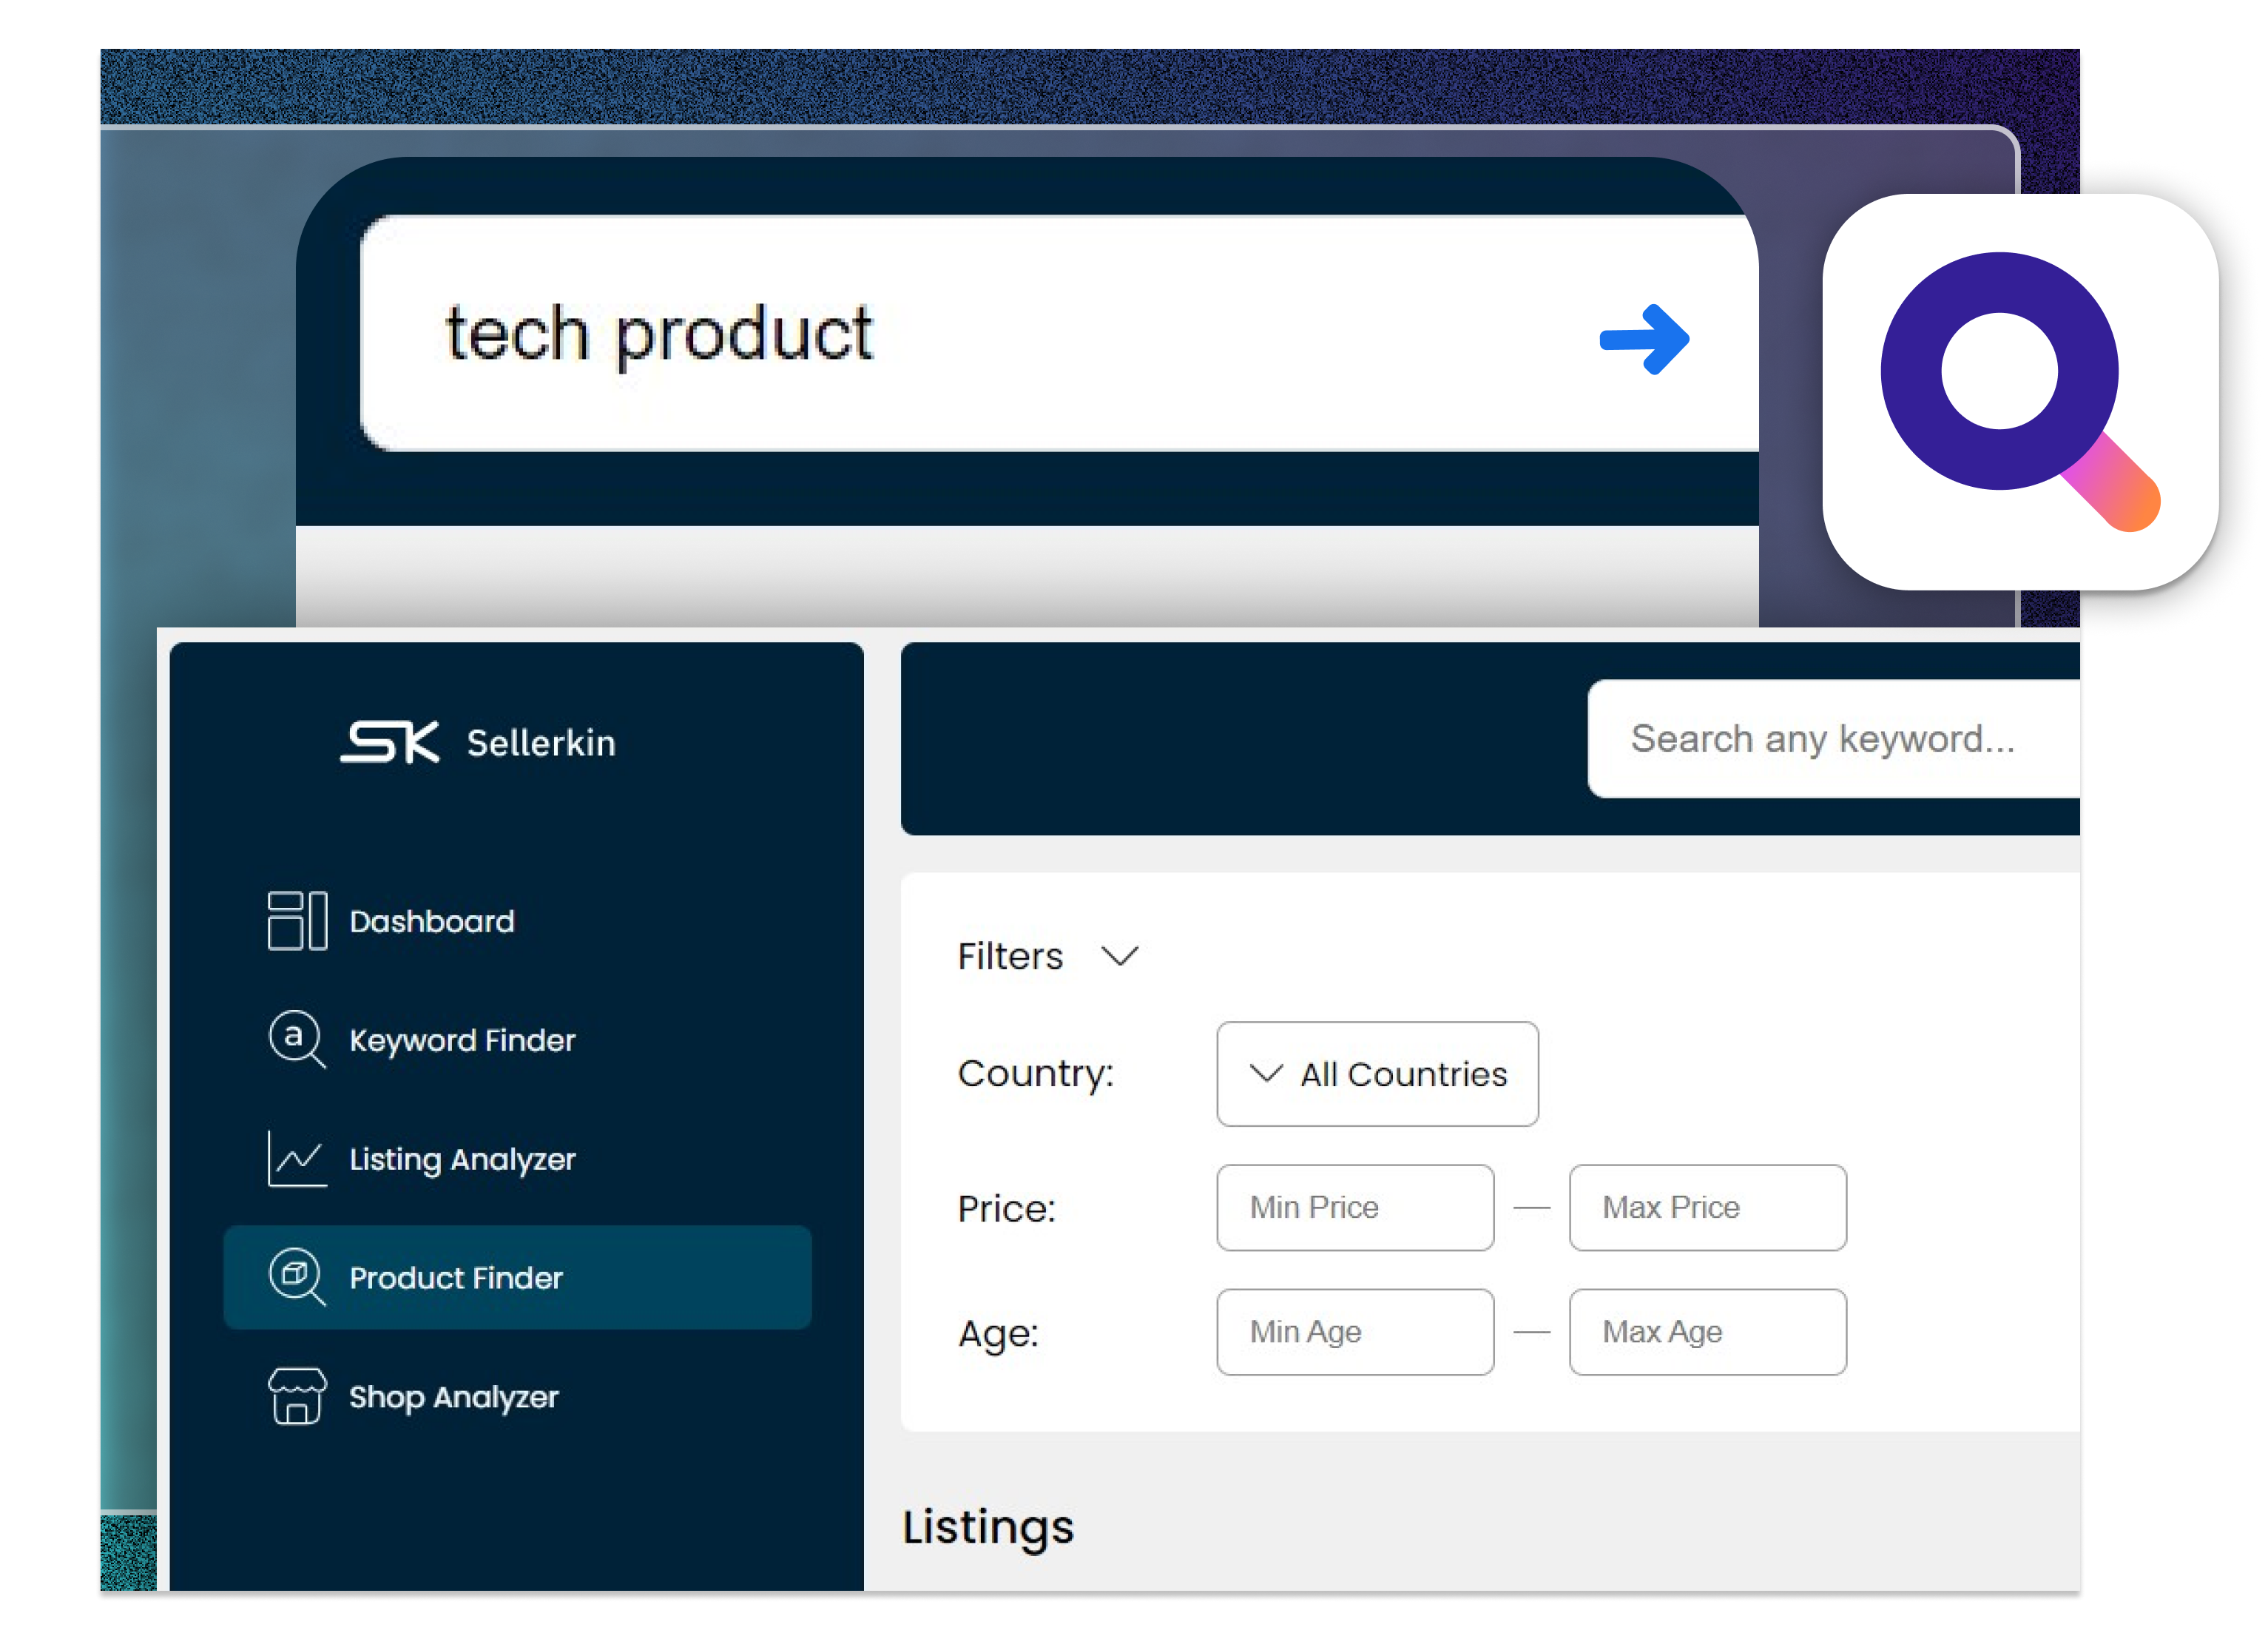 tech product
SK Sellerkin
Search any keyword...
Dashboard
Keyword Finder
Listing Analyzer
Product Finder
Shop Analyzer
Filters
Country: All Countries
Price: Min Price — Max Price
Age: Min Age — Max Age
Listings